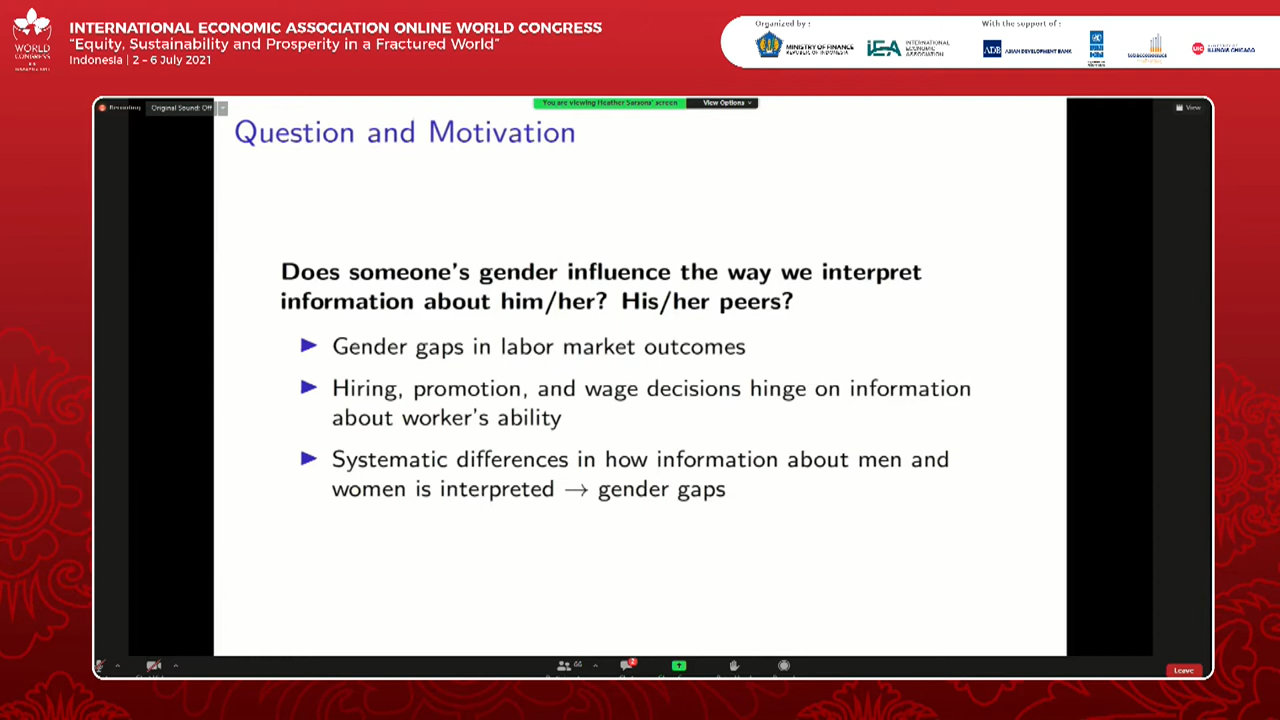 INTERNATIONAL ECONOMIC ASSOCIATION ONLINE WORLD CONGRESS
“Equity, Sustainability and Prosperity in a Fractured World”
Indonesia | 2 - 6 July 2021
WORLD
CONGRESS
Organized by :
MINISTRY OF FINANCE
REPUBLIC OF INDONESIA
IEA
INTERNATIONAL
ECONOMIC
ASSOCIATION
With the support of :
ADB ASIAN DEVELOPMENT BANK
UIC
ILLINOIS CHICAGO
Recording
Original Sound: Off
You are viewing Heather Sarsons' screen
View Options
View
Question and Motivation
Does someone's gender influence the way we interpret
information about him/her? His/her peers?
Gender gaps in labor market outcomes
Hiring, promotion, and wage decisions hinge on information
about worker's ability
Systematic differences in how information about men and
women is interpreted → gender gaps
66
2
Leave